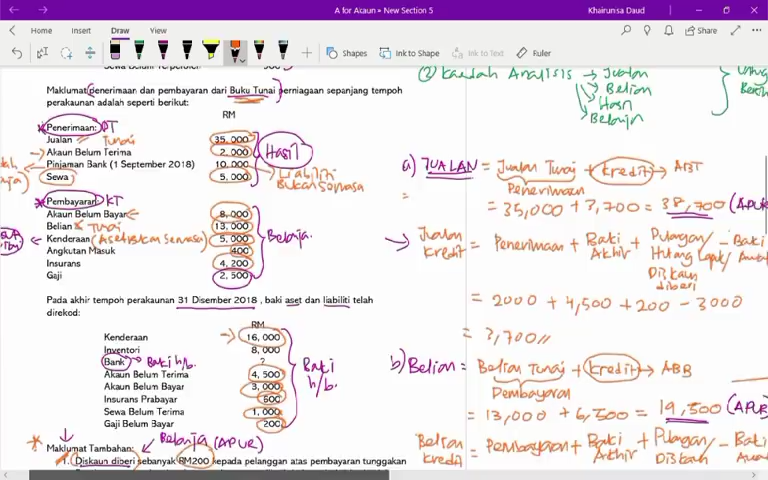 A for Akaun » New Section 5
Khairunisa Daud
Home Insert Draw View
Share
Shapes Ink to Shape Ink to Text Ruler
Maklumat penerimaan dan pembayaran dari Buku Tunai perniagaan sepanjang tempoh
perakaunan adalah seperti berikut:
RM
Penerimaan: DT
Jualan Tunai 35, 000
Akaun Belum Terima 2, 000
Pinjaman Bank (1 September 2018) 10, 000
Sewa 5, 000
Hasil
Liabiliti
Bukan Semasa
Pembayaran: KT
Akaun Belum Bayar 8, 000
Belian Tunai 13, 000
Kenderaan (Aset Bukan Semasa) 5, 000
Angkutan Masuk 400
Insurans 4, 200
Gaji 2, 500
Belanja.
Pada akhir tempoh perakaunan 31 Disember 2018, baki aset dan liabiliti telah
direkod:
RM
Kenderaan 16, 000
Inventori 8, 000
Bank Baki h/b. ?
Akaun Belum Terima 4, 500
Akaun Belum Bayar 3, 000
Insurans Prabayar 600
Sewa Belum Terima 1, 000
Gaji Belum Bayar 200
Baki
h/b.
Maklumat Tambahan: Belanja (APUR)
1. Diskaun diberi sebanyak RM200 kepada pelanggan atas pembayaran tunggakan
② Kaedah Analisis → Jualan
Belian
Hasil
Belanja
a) JUALAN = Jualan Tunai + Kredit → ABT
Penerimaan
= 35,000 + 3,700 = 38,700 (APUR
Jualan
Kredit = Penerimaan + Baki Akhir + Pulangan/Hutang Lapuk/Diskaun diberi − Baki
= 2000 + 4,500 + 200 − 3000
= 3,700
b) Belian = Belian Tunai + Kredit → ABB
Pembayaran
= 13,000 + 6,500 = 19,500 (APUR
Belian
Kredit = Pembayaran + Baki Akhir + Pulangan/Diskaun − Baki